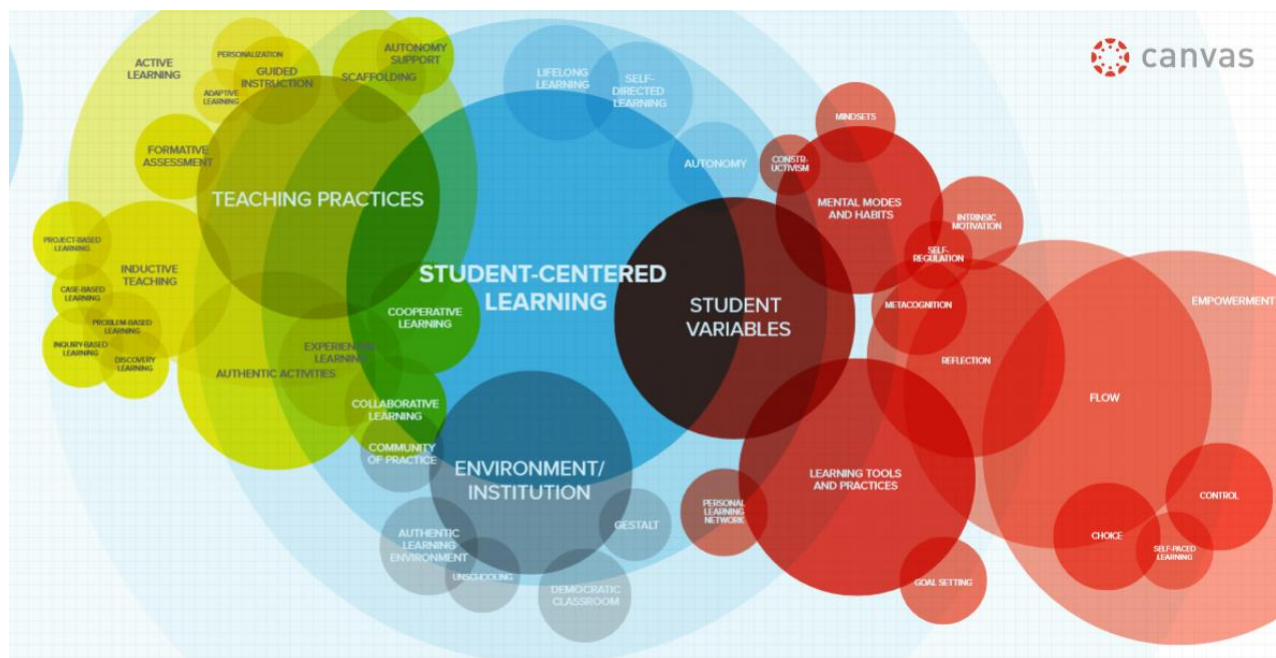 canvas
ACTIVE
LEARNING
PERSONALIZATION
GUIDED
INSTRUCTION
ADAPTIVE
LEARNING
SCAFFOLDING
AUTONOMY
SUPPORT
FORMATIVE
ASSESSMENT
TEACHING PRACTICES
LIFELONG
LEARNING
SELF-
DIRECTED
LEARNING
AUTONOMY
CONSTR-
UCTIVISM
MINDSETS
MENTAL MODES
AND HABITS
INTRINSIC
MOTIVATION
SELF-
REGULATION
PROJECT-BASED
LEARNING
INDUCTIVE
TEACHING
CASE-BASED
LEARNING
PROBLEM-BASED
LEARNING
INQUIRY-BASED
LEARNING
DISCOVERY
LEARNING
STUDENT-CENTERED
LEARNING
COOPERATIVE
LEARNING
EXPERIENTIAL
LEARNING
AUTHENTIC ACTIVITIES
COLLABORATIVE
LEARNING
STUDENT
VARIABLES
METACOGNITION
REFLECTION
EMPOWERMENT
FLOW
COMMUNITY
OF PRACTICE
ENVIRONMENT/
INSTITUTION
AUTHENTIC
LEARNING
ENVIRONMENT
UNSCHOOLING
GESTALT
DEMOCRATIC
CLASSROOM
PERSONAL
LEARNING
NETWORK
LEARNING TOOLS
AND PRACTICES
GOAL SETTING
CHOICE
CONTROL
SELF-PACED
LEARNING